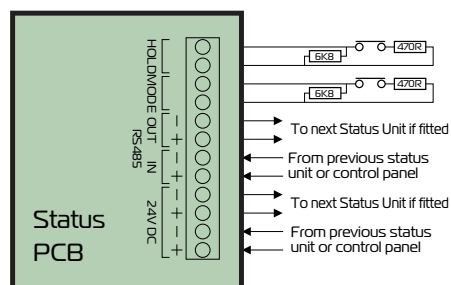 HOLD
MODE
OUT
IN
RS485
24V DC
−
+
−
+
−
+
−
+
470R
6K8
470R
6K8
To next Status Unit if fitted
From previous status
unit or control panel
To next Status Unit if fitted
From previous status
unit or control panel
Status
PCB